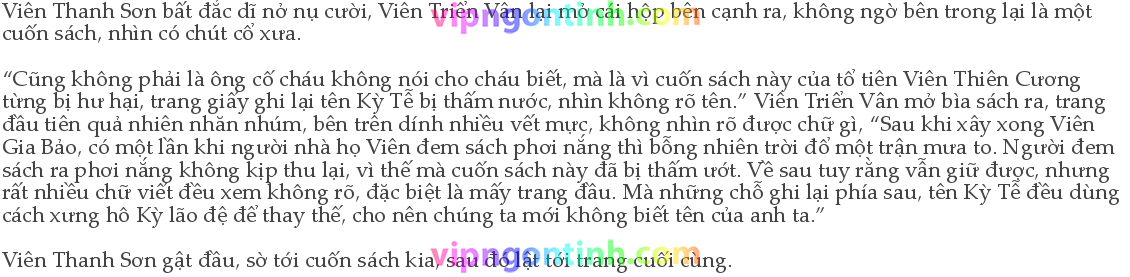 Viên Thanh Sơn bất đắc dĩ nở nụ cười, Viên Triển Vân lại mở cái hộp bên cạnh ra, không ngờ bên trong lại là một
vipngontinh.com
cuốn sách, nhìn có chút cổ xưa.
“Cũng không phải là ông cố cháu không nói cho cháu biết, mà là vì cuốn sách này của tổ tiên Viên Thiên Cương
từng bị hư hại, trang giấy ghi lại tên Kỳ Tễ bị thấm nước, nhìn không rõ tên.” Viên Triển Vân mở bìa sách ra, trang
đầu tiên quả nhiên nhăn nhúm, bên trên dính nhiều vết mực, không nhìn rõ được chữ gì, “Sau khi xây xong Viên
Gia Bảo, có một lần khi người nhà họ Viên đem sách phơi nắng thì bỗng nhiên trời đổ một trận mưa to. Người đem
sách ra phơi nắng không kịp thu lại, vì thế mà cuốn sách này đã bị thấm ướt. Về sau tuy rằng vẫn giữ được, nhưng
rất nhiều chữ viết đều xem không rõ, đặc biệt là mấy trang đầu. Mà những chỗ ghi lại phía sau, tên Kỳ Tễ đều dùng
cách xưng hô Kỳ lão đệ để thay thế, cho nên chúng ta mới không biết tên của anh ta.”
Viên Thanh Sơn gật đầu, sờ tới cuốn sách kia, sau đó lật tới trang cuối cùng.
vipngontinh.com